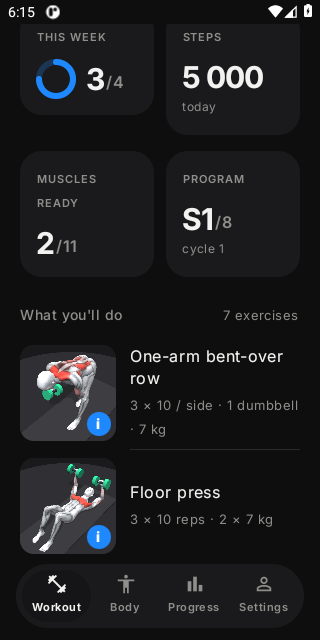 6:15
THIS WEEK
STEPS
3/4
5 000
today
MUSCLES
READY
PROGRAM
2/11
S1/8
cycle 1
What you'll do
7 exercises
One-arm bent-over
row
3 × 10 / side · 1 dumbbell
· 7 kg
i
Floor press
3 × 10 reps · 2 × 7 kg
i
Workout
Body
Progress
Settings